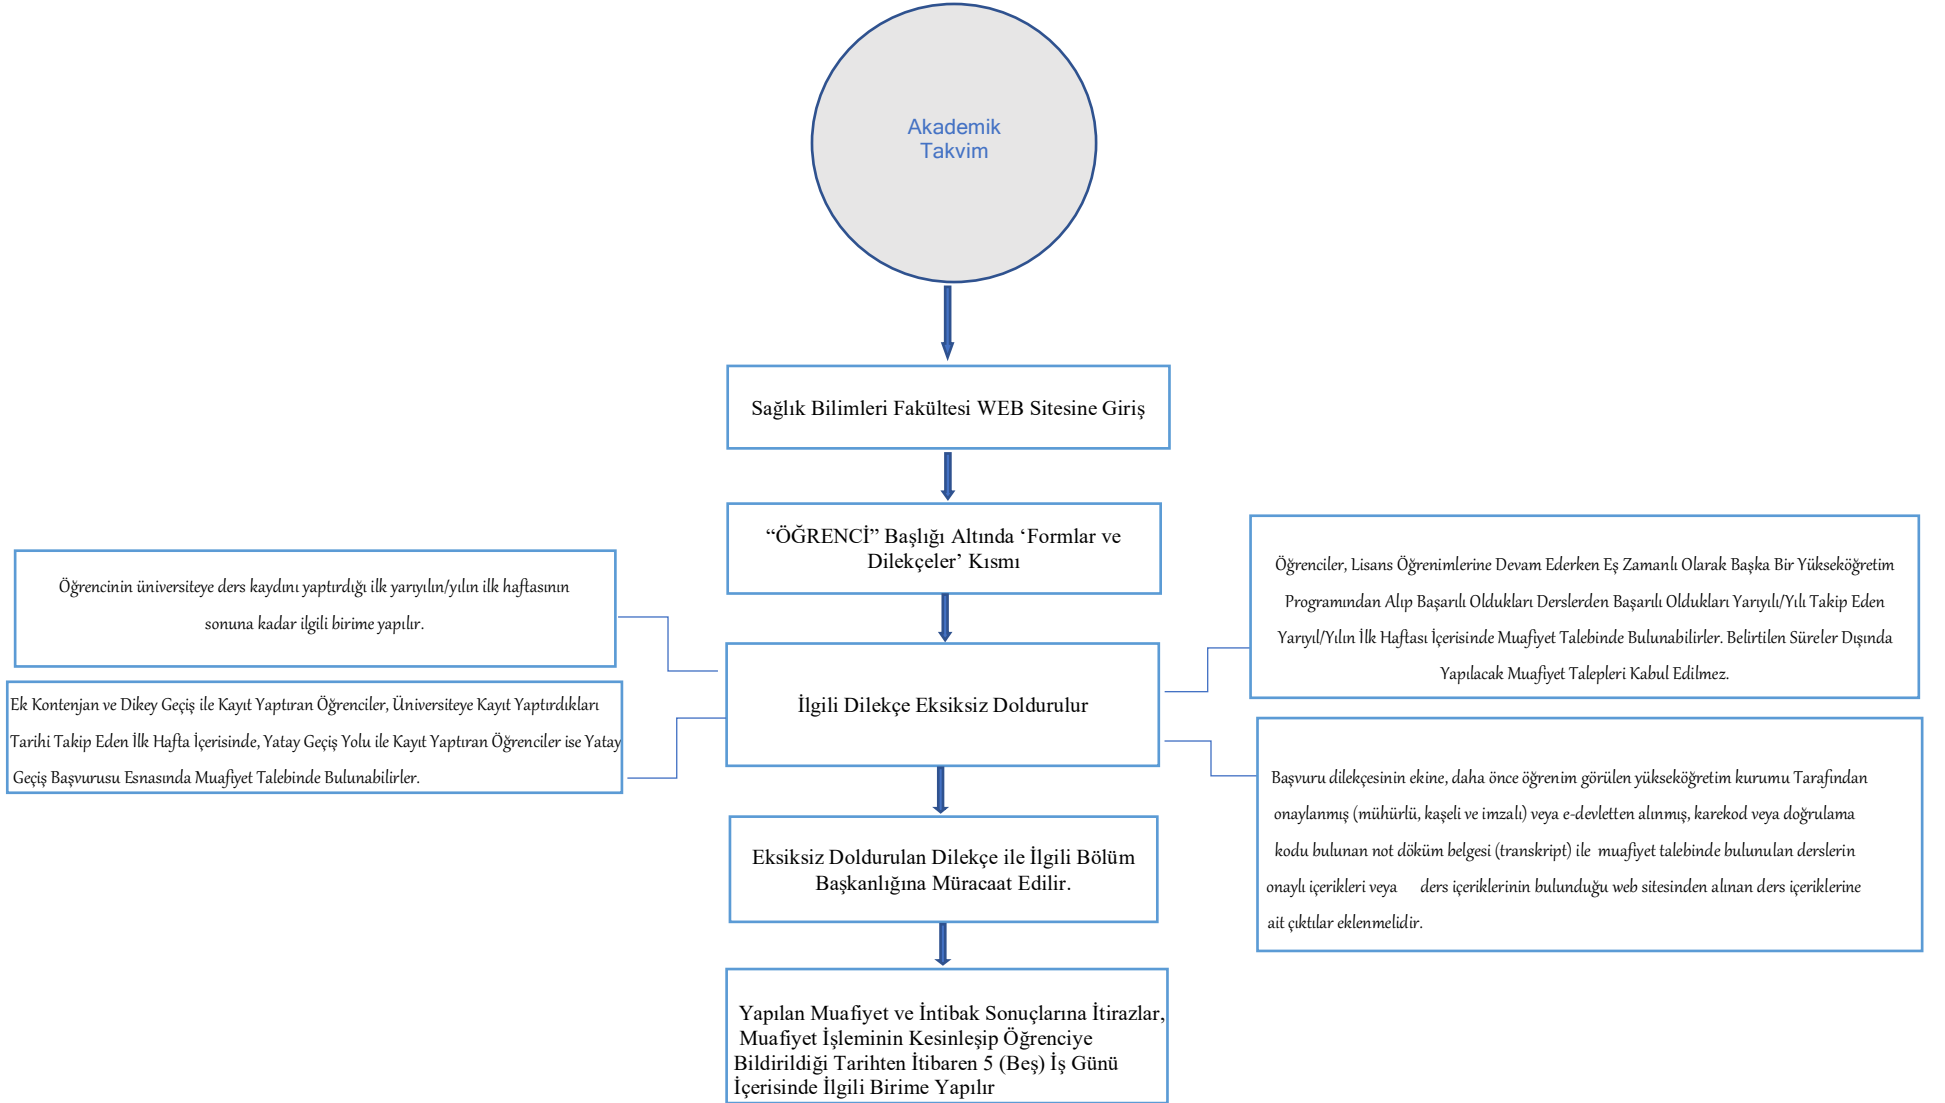 Akademik
Takvim
Sağlık Bilimleri Fakültesi WEB Sitesine Giriş
“ÖĞRENCİ” Başlığı Altında ‘Formlar ve
Dilekçeler’ Kısmı
Öğrencinin üniversiteye ders kaydını yaptırdığı ilk yarıyılın/yılın ilk haftasının
sonuna kadar ilgili birime yapılır.
Ek Kontenjan ve Dikey Geçiş ile Kayıt Yaptıran Öğrenciler, Üniversiteye Kayıt Yaptırdıkları
Tarihi Takip Eden İlk Hafta İçerisinde, Yatay Geçiş Yolu ile Kayıt Yaptıran Öğrenciler ise Yatay
Geçiş Başvurusu Esnasında Muafiyet Talebinde Bulunabilirler.
İlgili Dilekçe Eksiksiz Doldurulur
Öğrenciler, Lisans Öğrenimlerine Devam Ederken Eş Zamanlı Olarak Başka Bir Yükseköğretim
Programından Alıp Başarılı Oldukları Derslerden Başarılı Oldukları Yarıyılı/Yılı Takip Eden
Yarıyıl/Yılın İlk Haftası İçerisinde Muafiyet Talebinde Bulunabilirler. Belirtilen Süreler Dışında
Yapılacak Muafiyet Talepleri Kabul Edilmez.
Başvuru dilekçesinin ekine, daha önce öğrenim görülen yükseköğretim kurumu Tarafından
onaylanmış (mühürlü, kaşeli ve imzalı) veya e-devletten alınmış, karekod veya doğrulama
kodu bulunan not döküm belgesi (transkript) ile muafiyet talebinde bulunulan derslerin
onaylı içerikleri veya ders içeriklerinin bulunduğu web sitesinden alınan ders içeriklerine
ait çıktılar eklenmelidir.
Eksiksiz Doldurulan Dilekçe ile İlgili Bölüm
Başkanlığına Müracaat Edilir.
Yapılan Muafiyet ve İntibak Sonuçlarına İtirazlar,
Muafiyet İşleminin Kesinleşip Öğrenciye
Bildirildiği Tarihten İtibaren 5 (Beş) İş Günü
İçerisinde İlgili Birime Yapılır